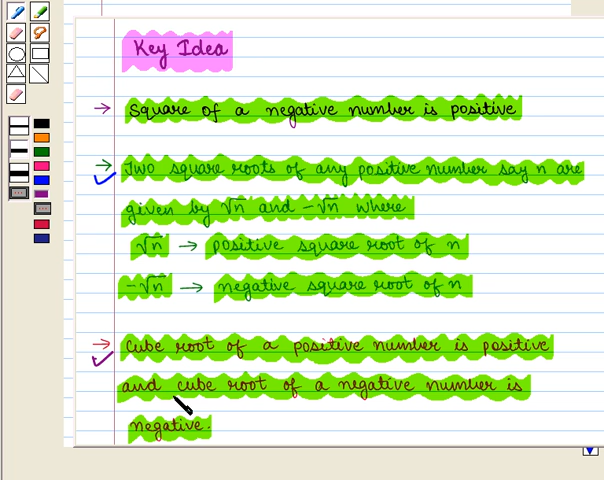 Key Idea
→ Square of a negative number is positive
→ Two square roots of any positive number say n are
given by √n and -√n where
√n → positive square root of n
-√n → negative square root of n
→ Cube root of a positive number is positive
and cube root of a negative number is
negative.